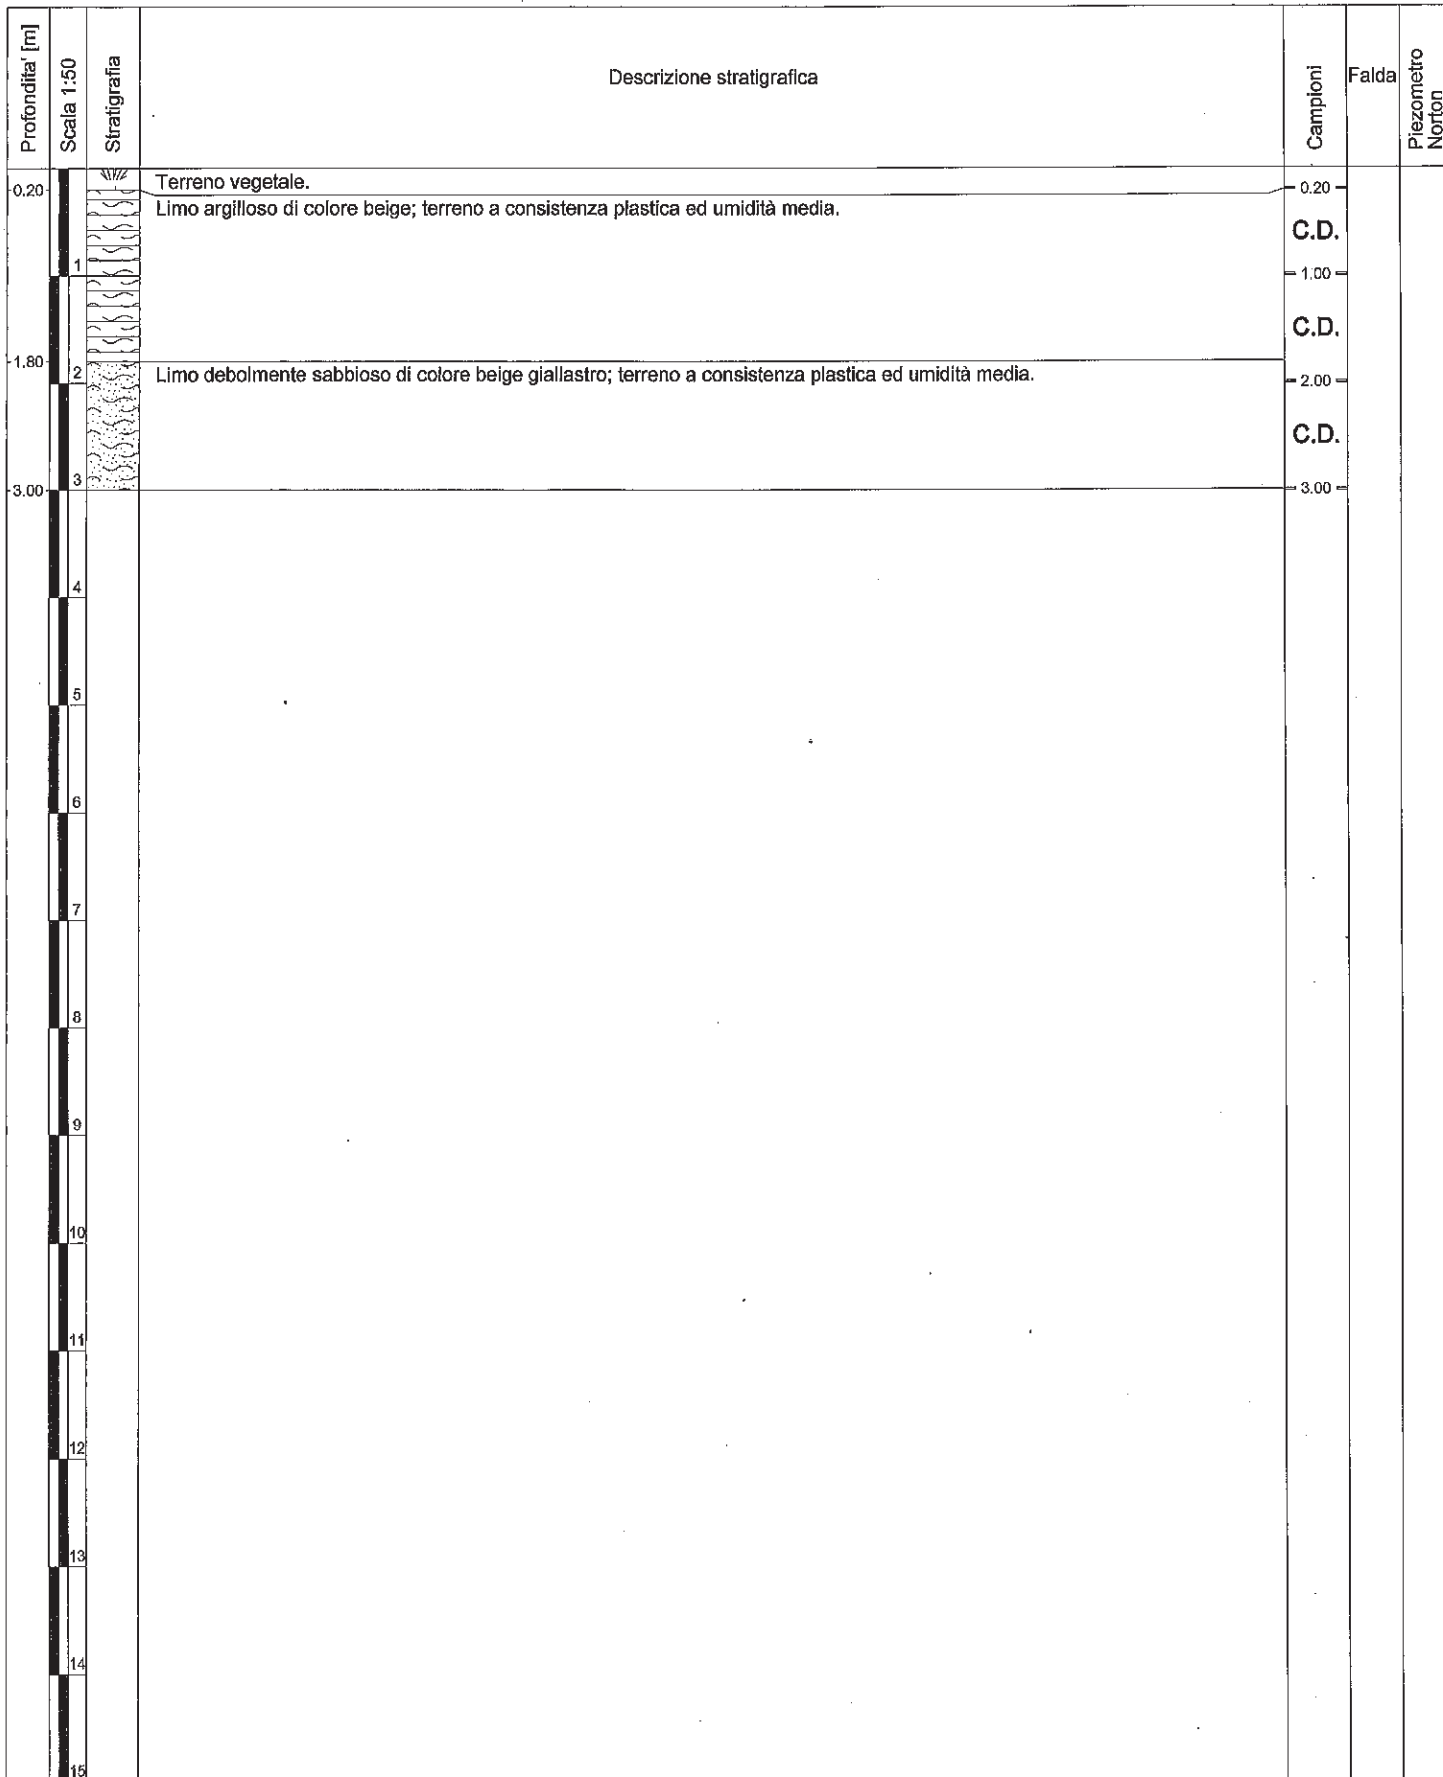 Profondita' [m]
Scala 1:50
Stratigrafia
Descrizione stratigrafica
Campioni
Falda
Piezometro
Norton
0.20
Terreno vegetale.
0.20
Limo argilloso di colore beige; terreno a consistenza plastica ed umidità media.
C.D.
1
1.00
C.D.
1.80
2
Limo debolmente sabbioso di colore beige giallastro; terreno a consistenza plastica ed umidità media.
2.00
C.D.
3
3.00
3.00
4
5
6
7
8
9
10
11
12
13
14
15